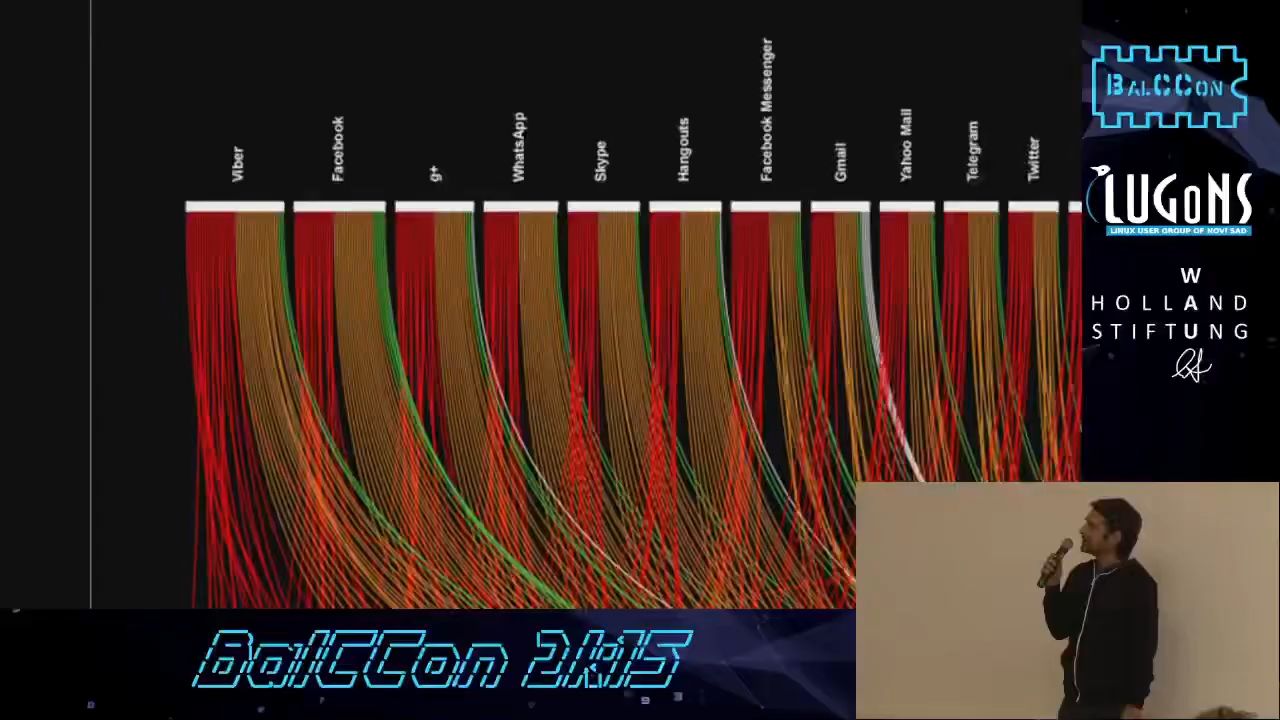 Viber
Facebook
g+
WhatsApp
Skype
Hangouts
Facebook Messenger
Gmail
Yahoo Mail
Telegram
Twitter
BALCCON
LUGoNS
LINUX USER GROUP OF NOVI SAD
W
HOLLAND
A
STIFTUNG
BalCCon 2k15